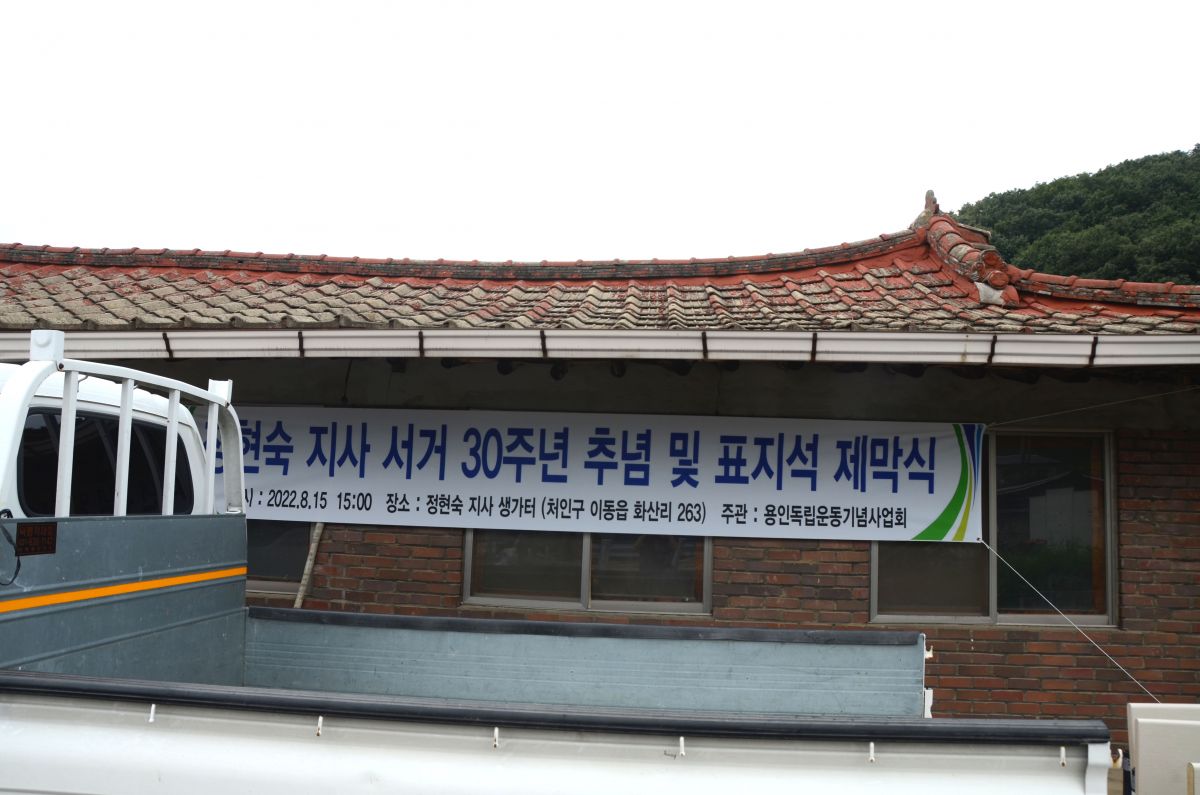 정현숙 지사 서거 30주년 추념 및 표지석 제막식
시 : 2022.8.15 15:00 장소 : 정현숙 지사 생가터 (처인구 이동읍 화산리 263) 주관 : 용인독립운동기념사업회